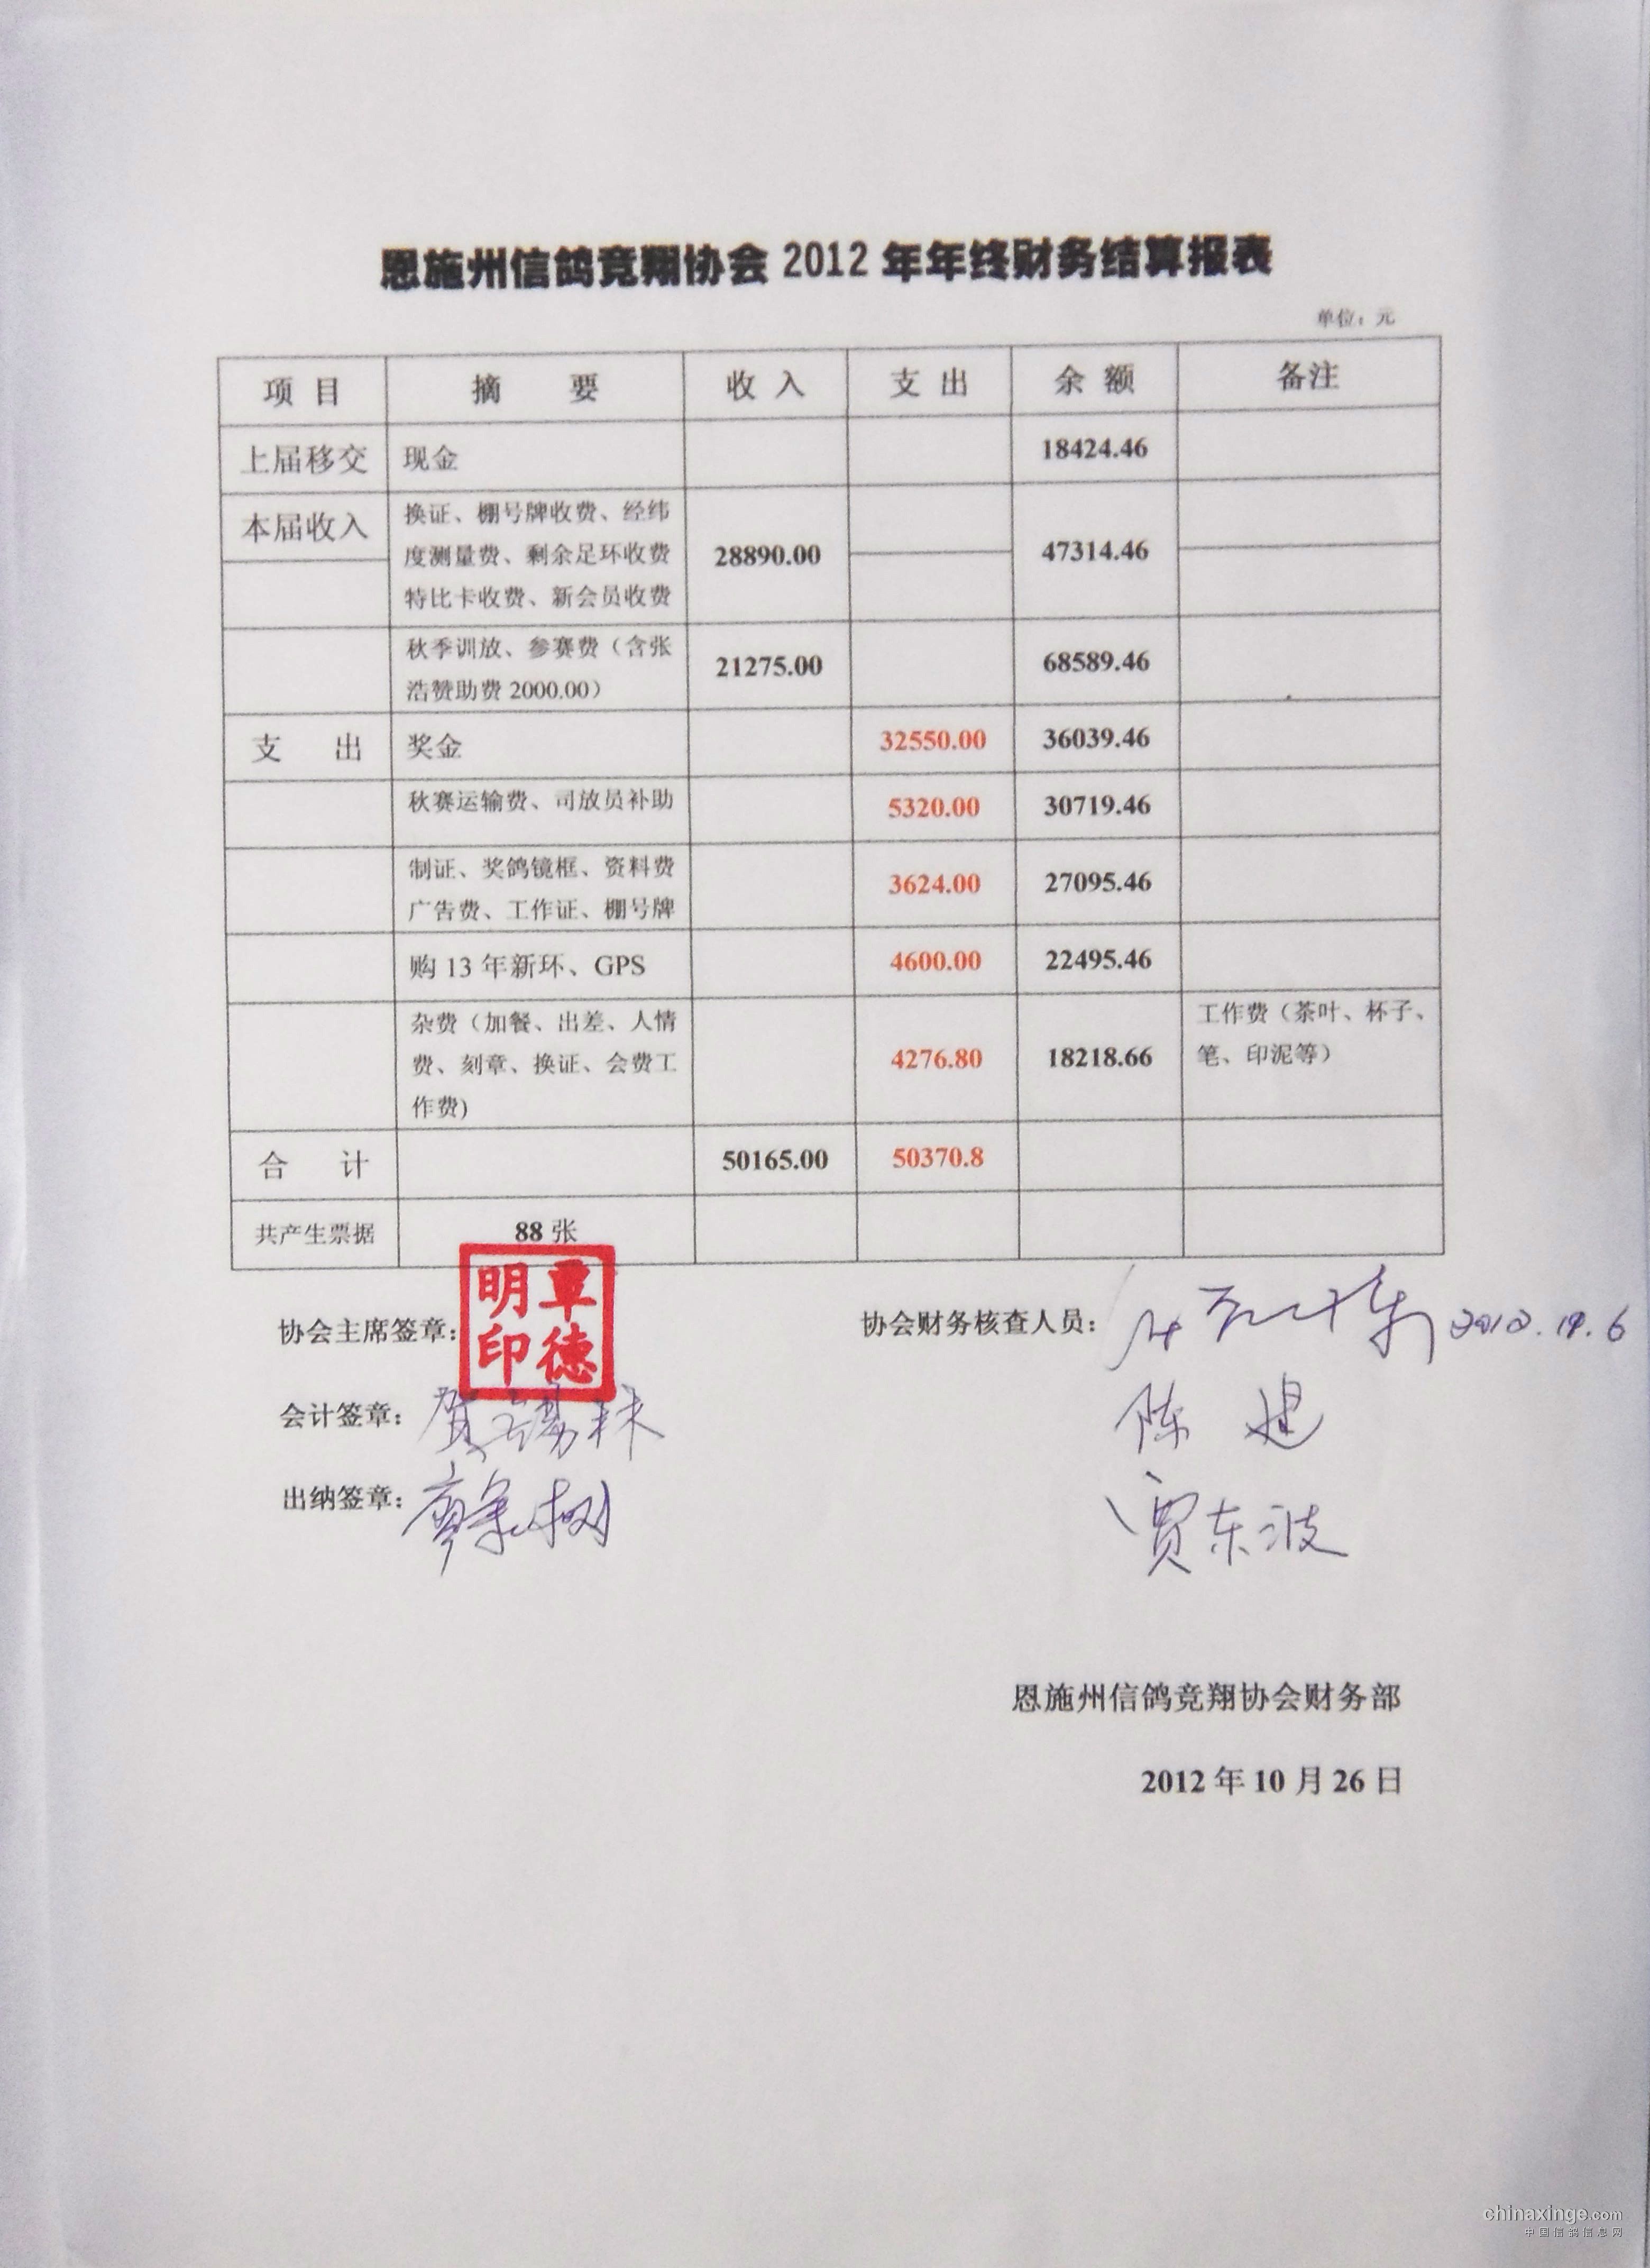 恩施州信鸽竞翔协会 2012 年年终财务结算报表
单位：元
项 目 摘 要 收 入 支 出 余 额 备注
上届移交 现金 18424.46
本届收入
换证、棚号牌收费、经纬
度测量费、剩余足环收费
特比卡收费、新会员收费
28890.00 47314.46
秋季训放、参赛费（含张
浩赞助费 2000.00）
21275.00 68589.46
支 出 奖金 32550.00 36039.46
秋赛运输费、司放员补助 5320.00 30719.46
制证、奖鸽镜框、资料费
广告费、工作证、棚号牌
3624.00 27095.46
购 13 年新环、GPS 4600.00 22495.46
杂费（加餐、出差、人情
费、刻章、换证、会费工
作费)
4276.80 18218.66
工作费（茶叶、杯子、
笔、印泥等）
合 计 50165.00 50370.8
共产生票据 88 张
协会主席签章：
覃德
明印
协会财务核查人员：
会计签章：
陈 建
出纳签章：
贾东波
恩施州信鸽竞翔协会财务部
2012 年 10 月 26 日
chinaxinge.com
中国信鸽信息网